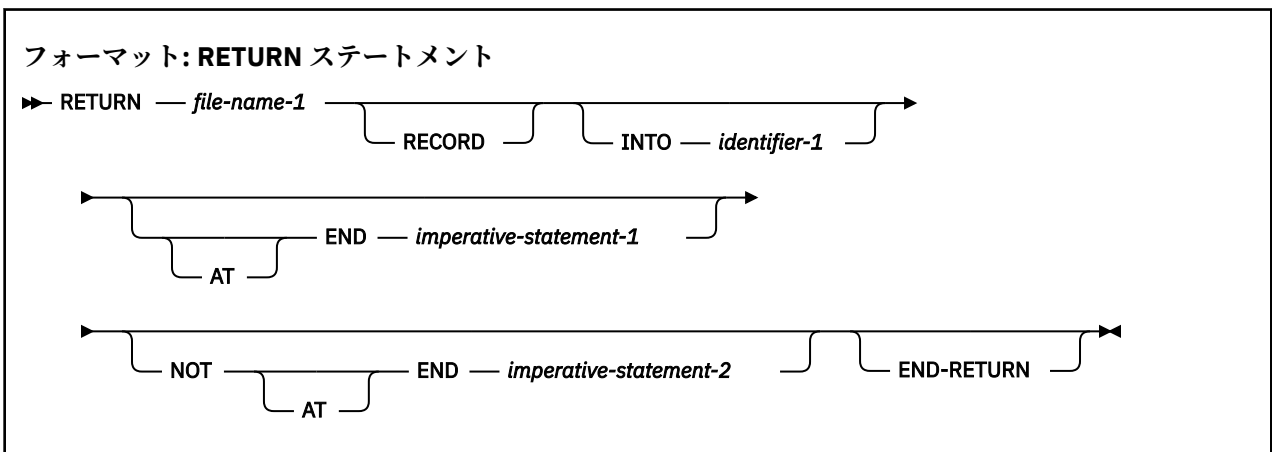 フォーマット: RETURN ステートメント
RETURN file-name-1
RECORD INTO identifier-1
END imperative-statement-1
AT
NOT END imperative-statement-2 END-RETURN
AT